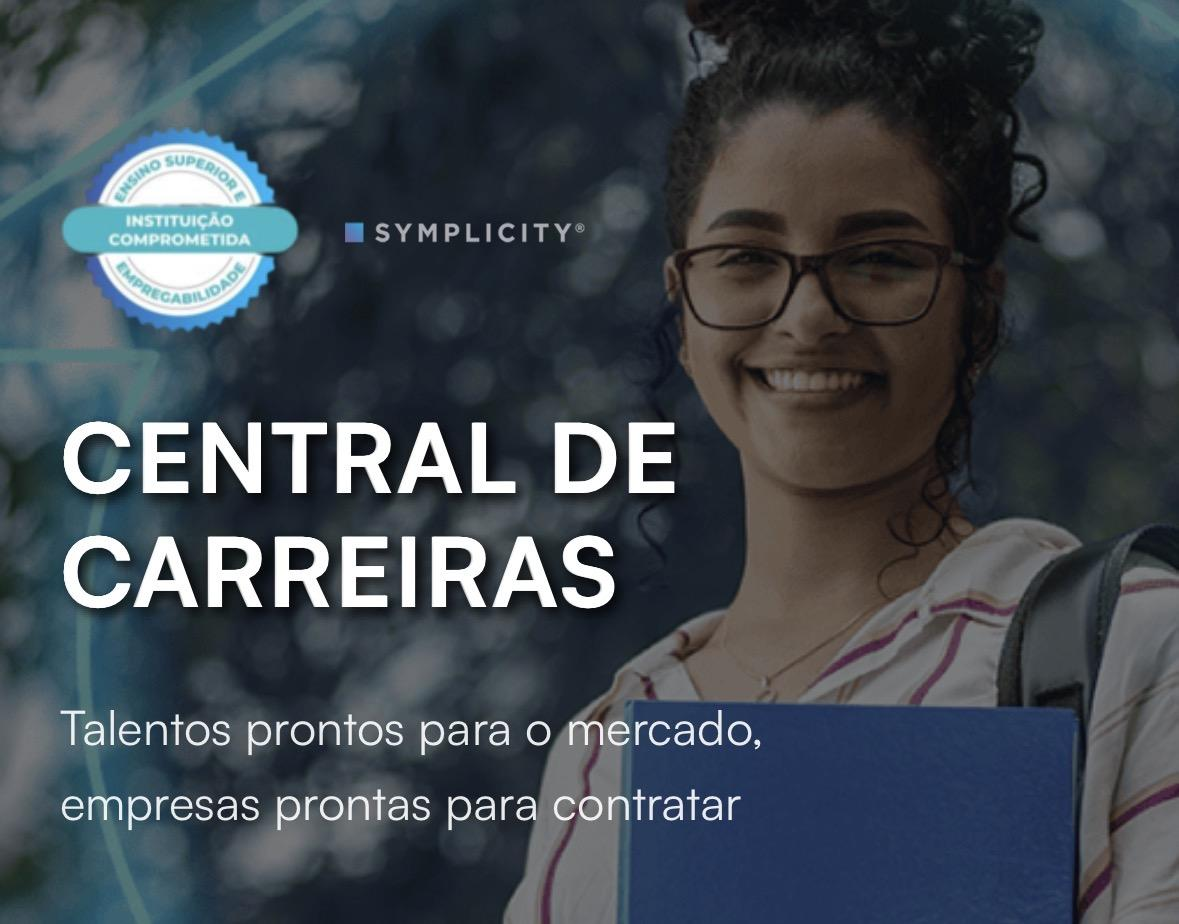 ENSINO SUPERIOR E
INSTITUIÇÃO
COMPROMETIDA
EMPREGABILIDADE
SYMPLICITY®
CENTRAL DE
CARREIRAS
Talentos prontos para o mercado,
empresas prontas para contratar